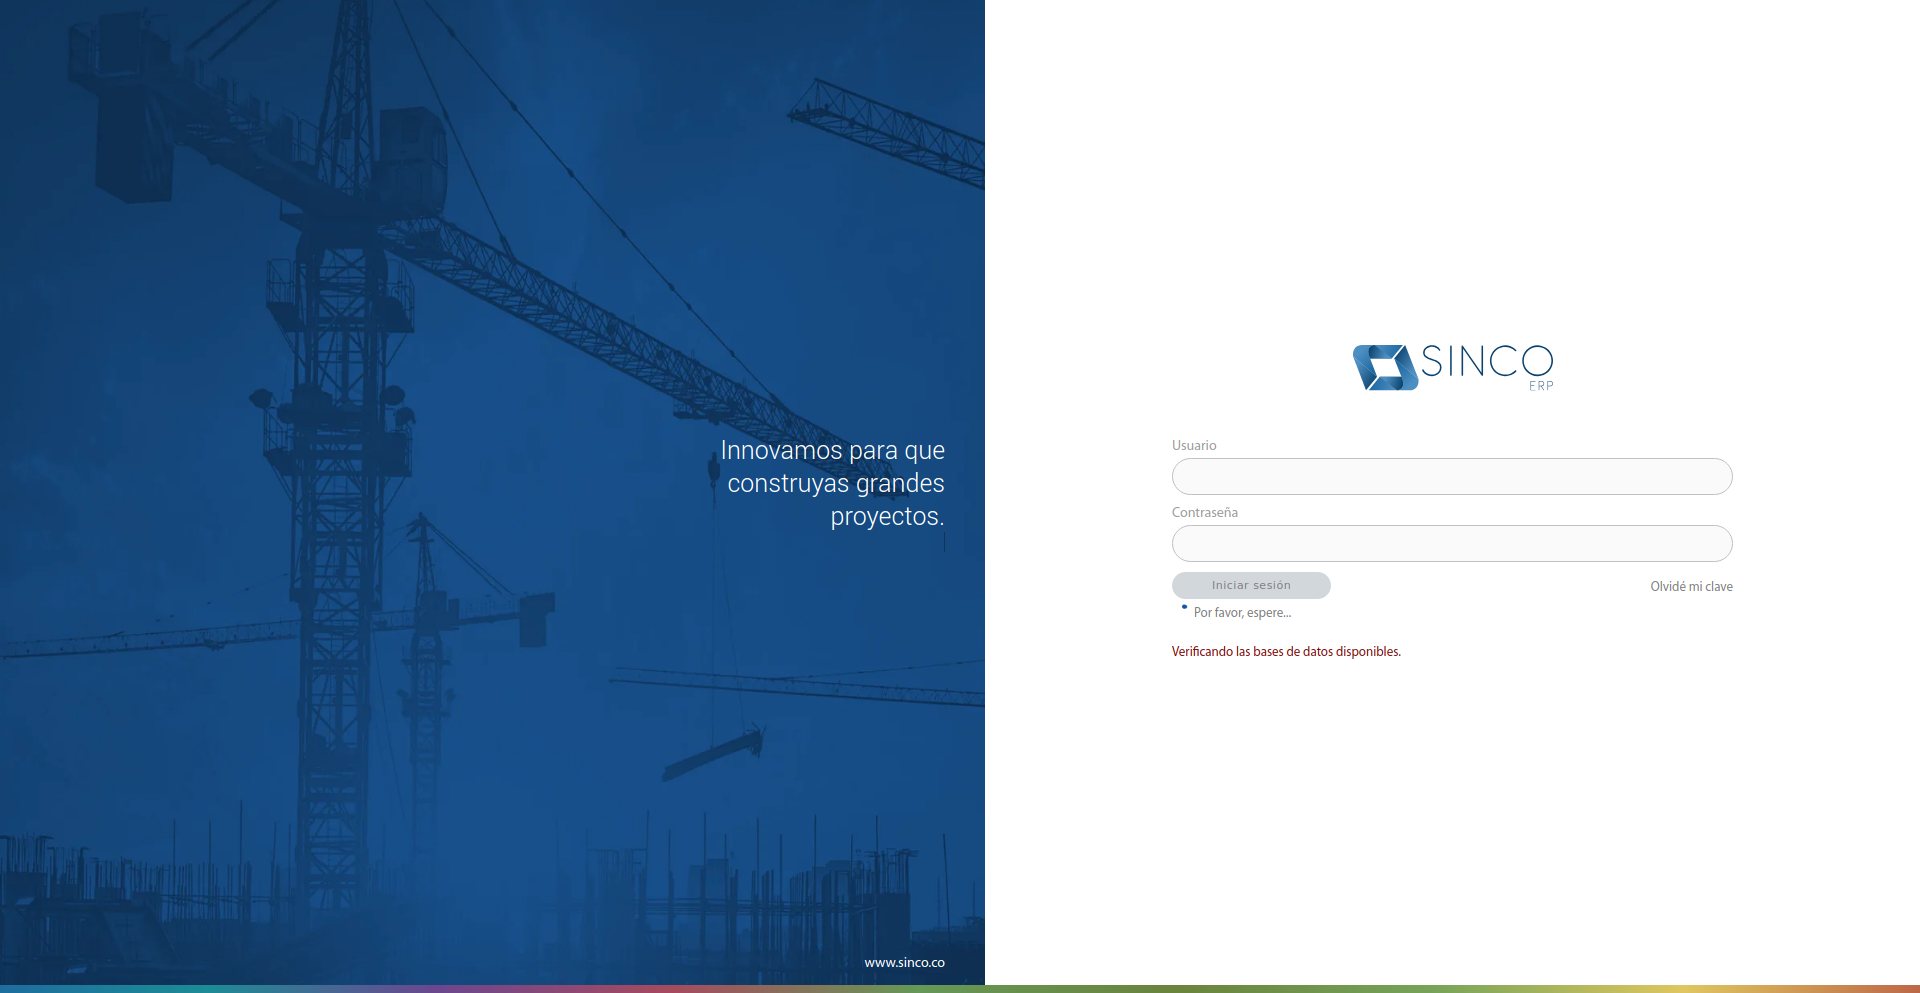 Innovamos para que
construyas grandes
proyectos.
www.sinco.co
SINCO
ERP
Usuario
Contraseña
Iniciar sesión
Olvidé mi clave
Por favor, espere...
Verificando las bases de datos disponibles.